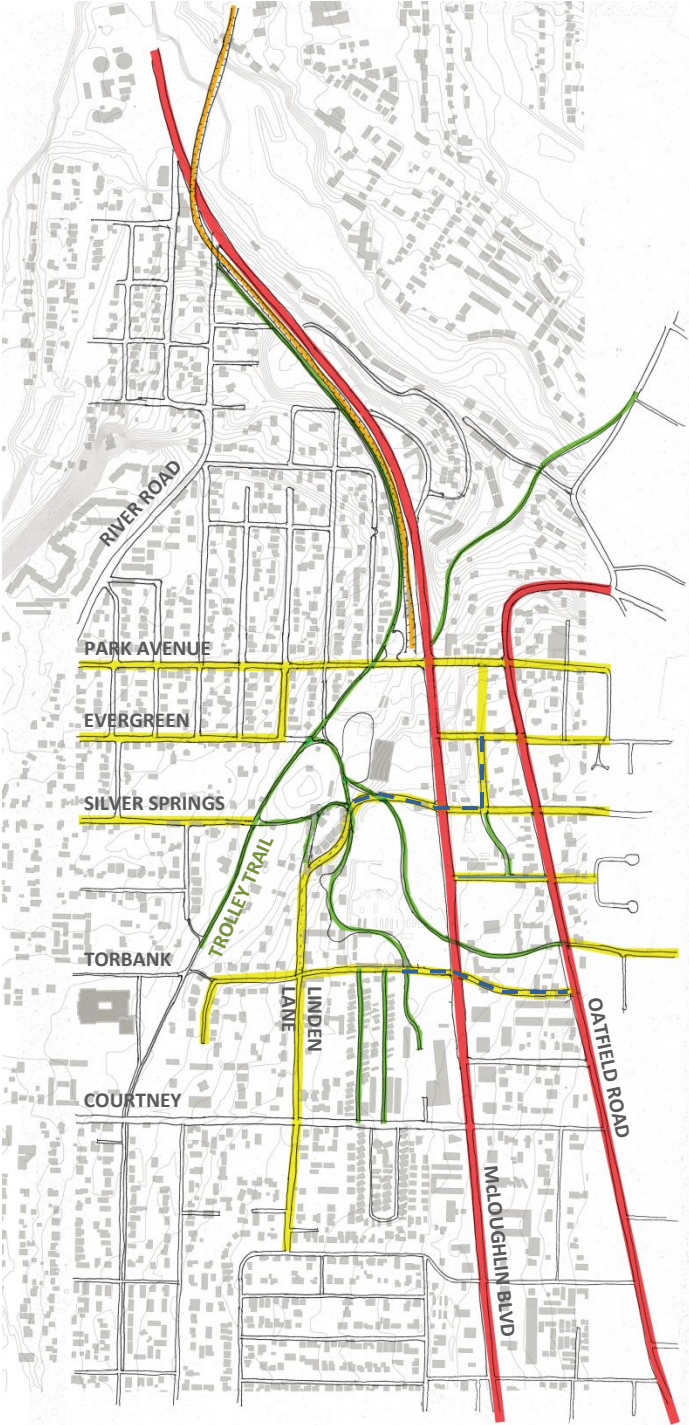 RIVER ROAD
PARK AVENUE
EVERGREEN
SILVER SPRINGS
TROLLEY TRAIL
TORBANK
LINDEN
LANE
OATFIELD ROAD
COURTNEY
McLOUGHLIN BLVD